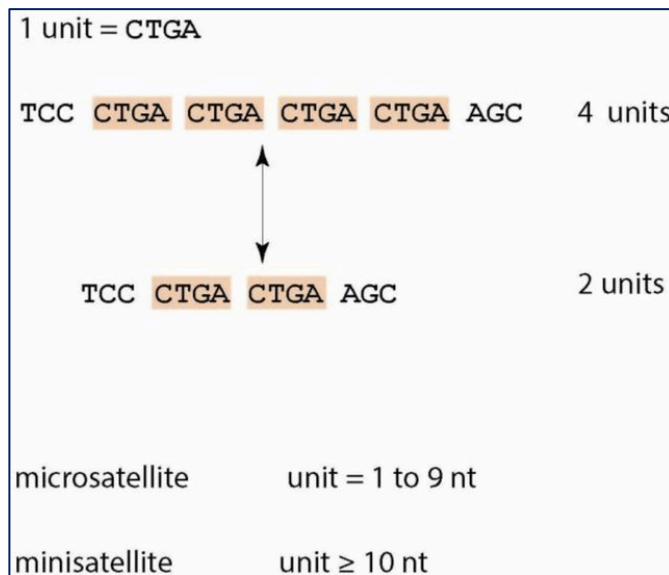 1 unit = CTGA
TCC CTGA CTGA CTGA CTGA AGC 4 units
TCC CTGA CTGA AGC 2 units
microsatellite unit = 1 to 9 nt
minisatellite unit ≥ 10 nt